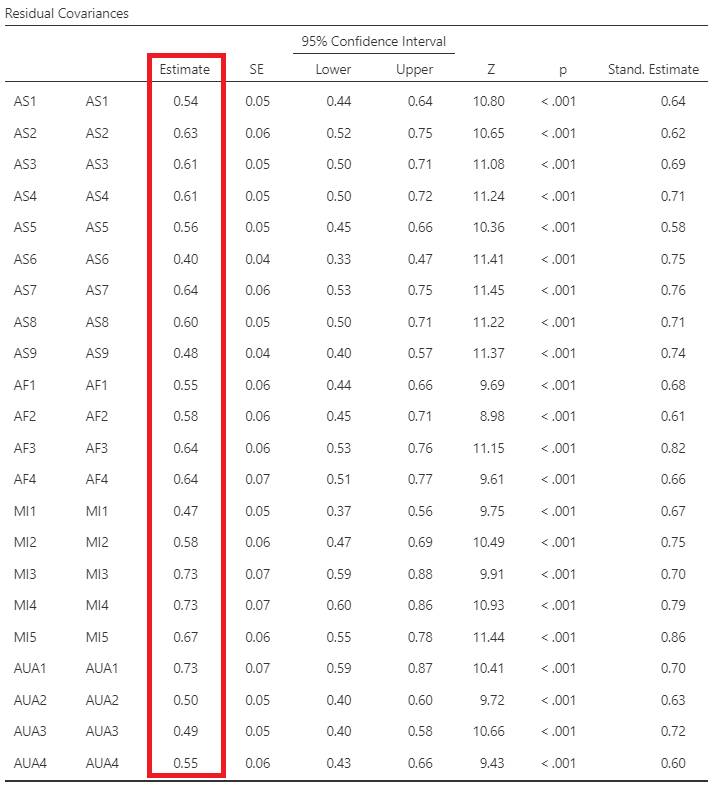 Residual Covariances
95% Confidence Interval
Estimate SE Lower Upper Z p Stand. Estimate
AS1 AS1 0.54 0.05 0.44 0.64 10.80 < .001 0.64
AS2 AS2 0.63 0.06 0.52 0.75 10.65 < .001 0.62
AS3 AS3 0.61 0.05 0.50 0.71 11.08 < .001 0.69
AS4 AS4 0.61 0.05 0.50 0.72 11.24 < .001 0.71
AS5 AS5 0.56 0.05 0.45 0.66 10.36 < .001 0.58
AS6 AS6 0.40 0.04 0.33 0.47 11.41 < .001 0.75
AS7 AS7 0.64 0.06 0.53 0.75 11.45 < .001 0.76
AS8 AS8 0.60 0.05 0.50 0.71 11.22 < .001 0.71
AS9 AS9 0.48 0.04 0.40 0.57 11.37 < .001 0.74
AF1 AF1 0.55 0.06 0.44 0.66 9.69 < .001 0.68
AF2 AF2 0.58 0.06 0.45 0.71 8.98 < .001 0.61
AF3 AF3 0.64 0.06 0.53 0.76 11.15 < .001 0.82
AF4 AF4 0.64 0.07 0.51 0.77 9.61 < .001 0.66
MI1 MI1 0.47 0.05 0.37 0.56 9.75 < .001 0.67
MI2 MI2 0.58 0.06 0.47 0.69 10.49 < .001 0.75
MI3 MI3 0.73 0.07 0.59 0.88 9.91 < .001 0.70
MI4 MI4 0.73 0.07 0.60 0.86 10.93 < .001 0.79
MI5 MI5 0.67 0.06 0.55 0.78 11.44 < .001 0.86
AUA1 AUA1 0.73 0.07 0.59 0.87 10.41 < .001 0.70
AUA2 AUA2 0.50 0.05 0.40 0.60 9.72 < .001 0.63
AUA3 AUA3 0.49 0.05 0.40 0.58 10.66 < .001 0.72
AUA4 AUA4 0.55 0.06 0.43 0.66 9.43 < .001 0.60